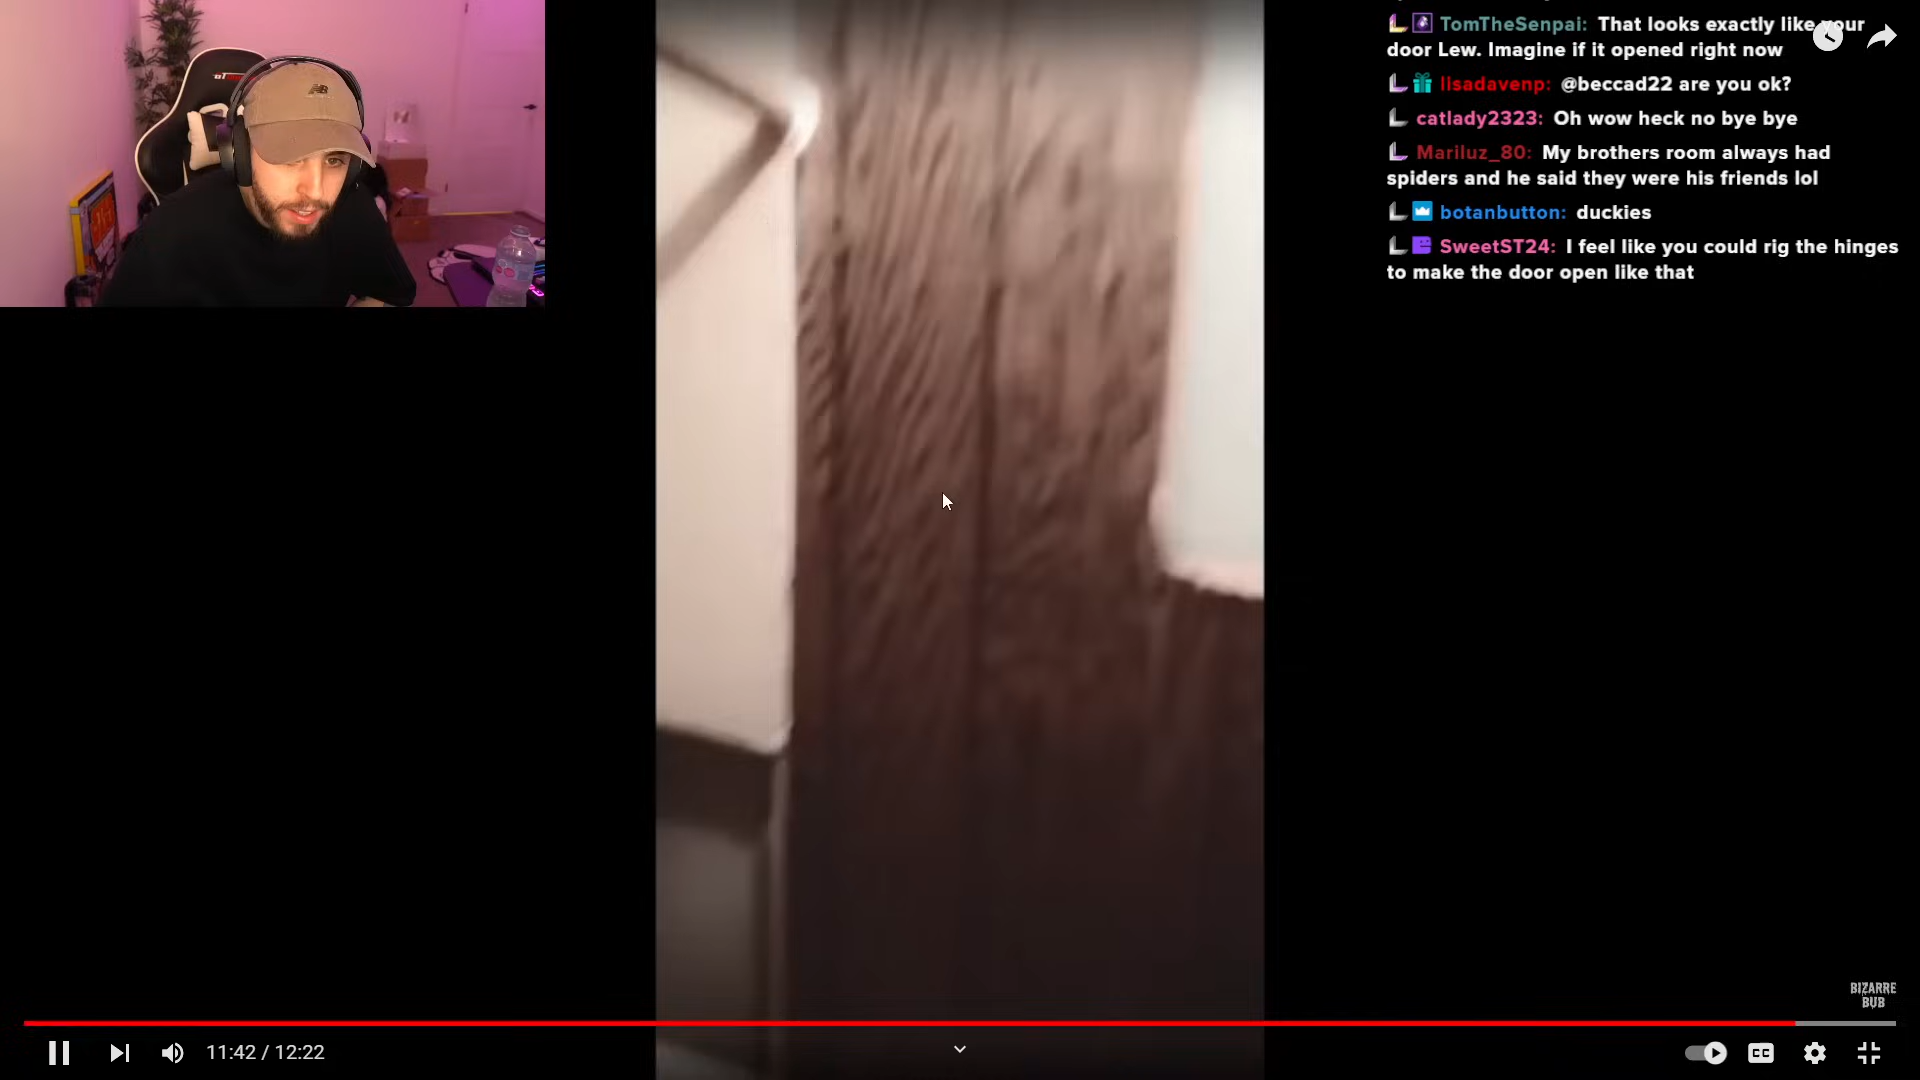 TomTheSenpai: That looks exactly like your
door Lew. Imagine if it opened right now
lisadavenp: @beccad22 are you ok?
catlady2323: Oh wow heck no bye bye
Mariluz_80: My brothers room always had
spiders and he said they were his friends lol
botanbutton: duckies
SweetST24: I feel like you could rig the hinges
to make the door open like that
BIZARRE
BUB
11:42 / 12:22
CC